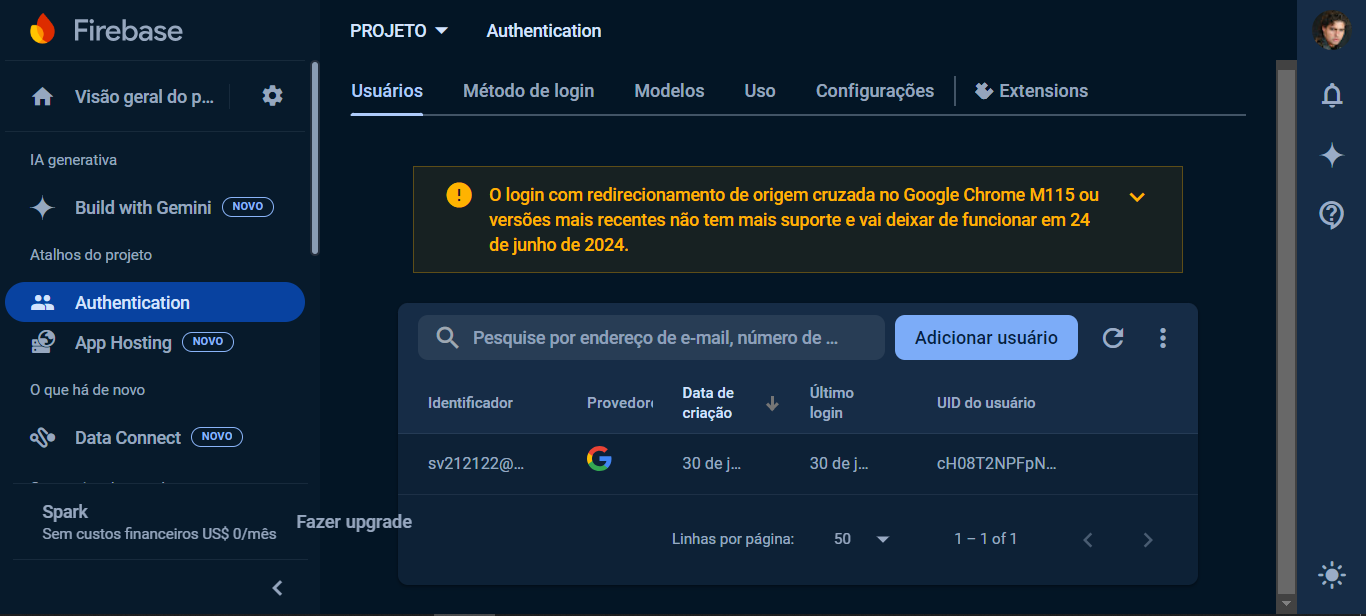 Firebase
Visão geral do p...
IA generativa
Build with Gemini NOVO
Atalhos do projeto
Authentication
App Hosting NOVO
O que há de novo
Data Connect NOVO
Spark
Sem custos financeiros US$ 0/mês
Fazer upgrade
PROJETO
Authentication
Usuários Método de login Modelos Uso Configurações Extensions
O login com redirecionamento de origem cruzada no Google Chrome M115 ou
versões mais recentes não tem mais suporte e vai deixar de funcionar em 24
de junho de 2024.
Pesquise por endereço de e-mail, número de ...
Adicionar usuário
Identificador Provedore Data de criação Último login UID do usuário
sv212122@... 30 de j... 30 de j... cH08T2NPFpN...
Linhas por página: 50 1 – 1 of 1